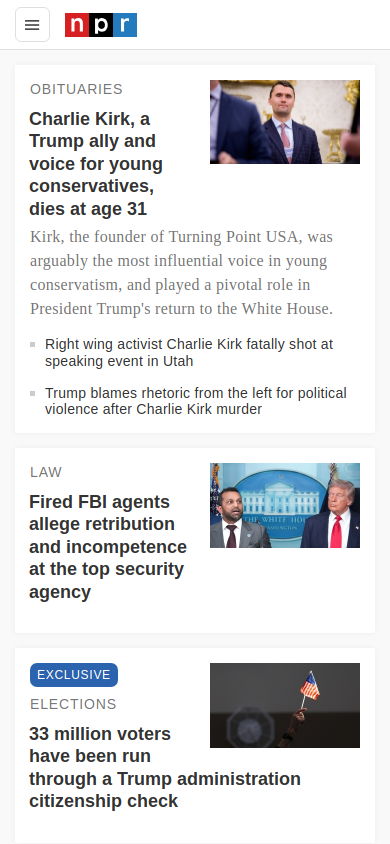 npr
OBITUARIES
Charlie Kirk, a
Trump ally and
voice for young
conservatives,
dies at age 31
Kirk, the founder of Turning Point USA, was
arguably the most influential voice in young
conservatism, and played a pivotal role in
President Trump's return to the White House.
Right wing activist Charlie Kirk fatally shot at
speaking event in Utah
Trump blames rhetoric from the left for political
violence after Charlie Kirk murder
LAW
Fired FBI agents
allege retribution
and incompetence
at the top security
agency
THE WHITE HOU
WASHINGTON
EXCLUSIVE
ELECTIONS
33 million voters
have been run
through a Trump administration
citizenship check